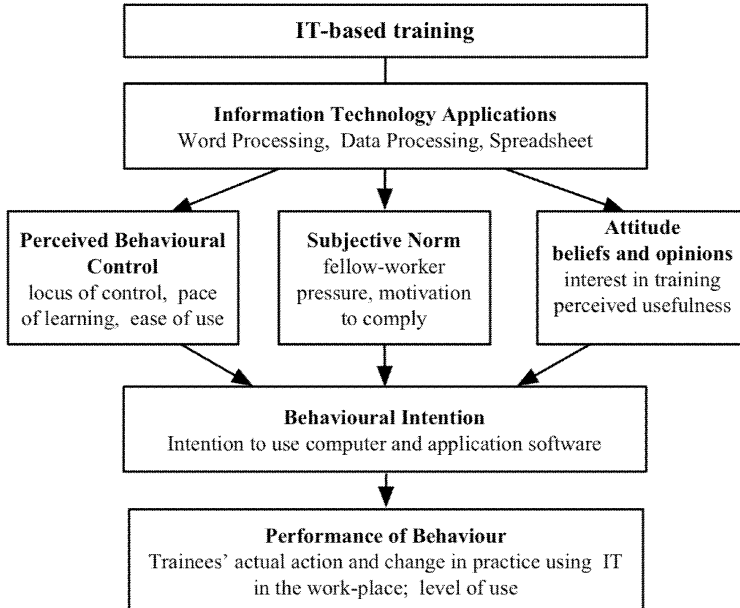 IT-based training
Information Technology Applications
Word Processing, Data Processing, Spreadsheet
Perceived Behavioural
Control
locus of control, pace
of learning, ease of use
Subjective Norm
fellow-worker
pressure, motivation
to comply
Attitude
beliefs and opinions
interest in training
perceived usefulness
Behavioural Intention
Intention to use computer and application software
Performance of Behaviour
Trainees' actual action and change in practice using IT
in the work-place; level of use